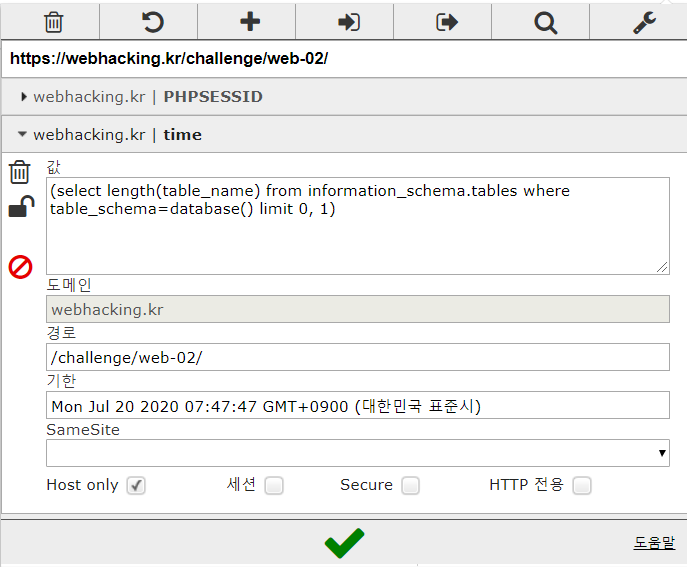 https://webhacking.kr/challenge/web-02/
webhacking.kr | PHPSESSID
webhacking.kr | time
값
(select length(table_name) from information_schema.tables where
table_schema=database() limit 0, 1)
도메인
webhacking.kr
경로
/challenge/web-02/
기한
Mon Jul 20 2020 07:47:47 GMT+0900 (대한민국 표준시)
SameSite
Host only 세션 Secure HTTP 전용
도움말